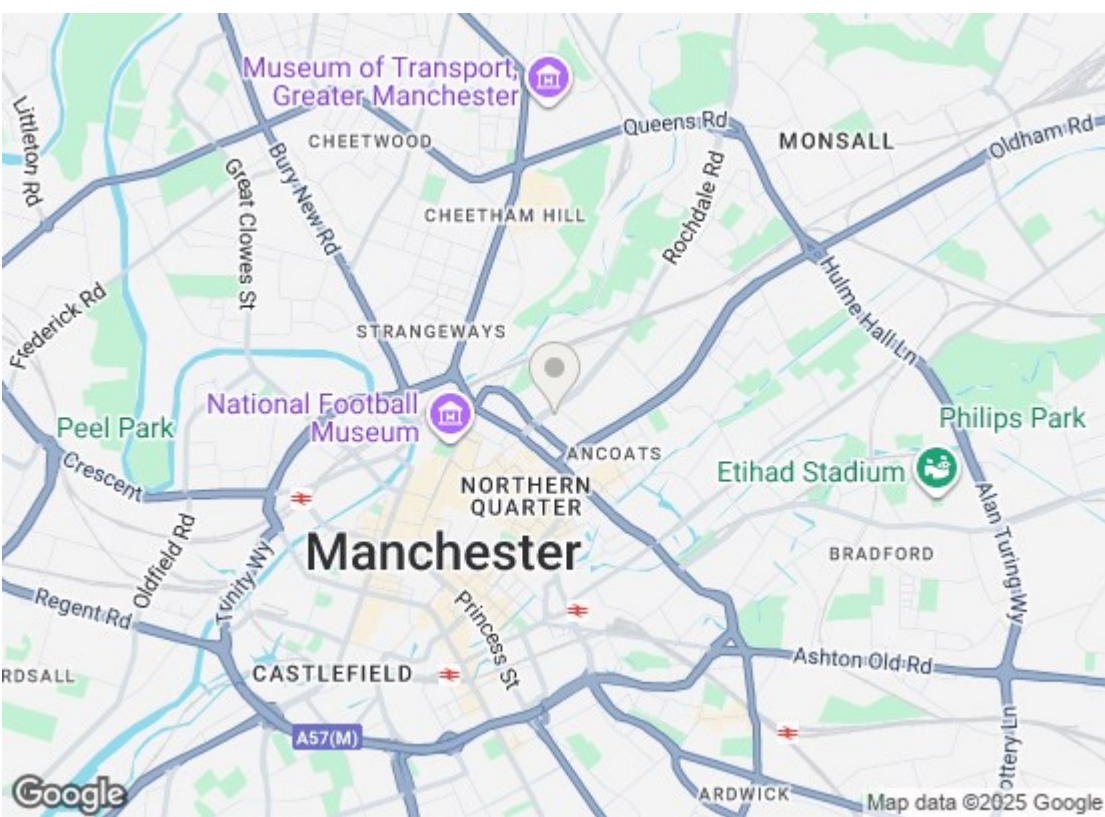 Museum of Transport,
Greater Manchester
CHEETWOOD
Queens Rd
MONSALL
Oldham Rd
Littleton Rd
Great Clowes St
Bury New Rd
CHEETHAM HILL
Rochdale Rd
Hulme Hall Ln
Frederick Rd
STRANGEWAYS
National Football
Museum
Peel Park
Philips Park
Crescent
ANCOATS
Etihad Stadium
NORTHERN
QUARTER
Alan Turing Wy
Oldfield Rd
Manchester
BRADFORD
Trinity Wy
Regent Rd
Princess St
Ashton Old Rd
RDSALL
CASTLEFIELD
A57(M)
ottery Ln
ARDWICK
Google
Map data ©2025 Google